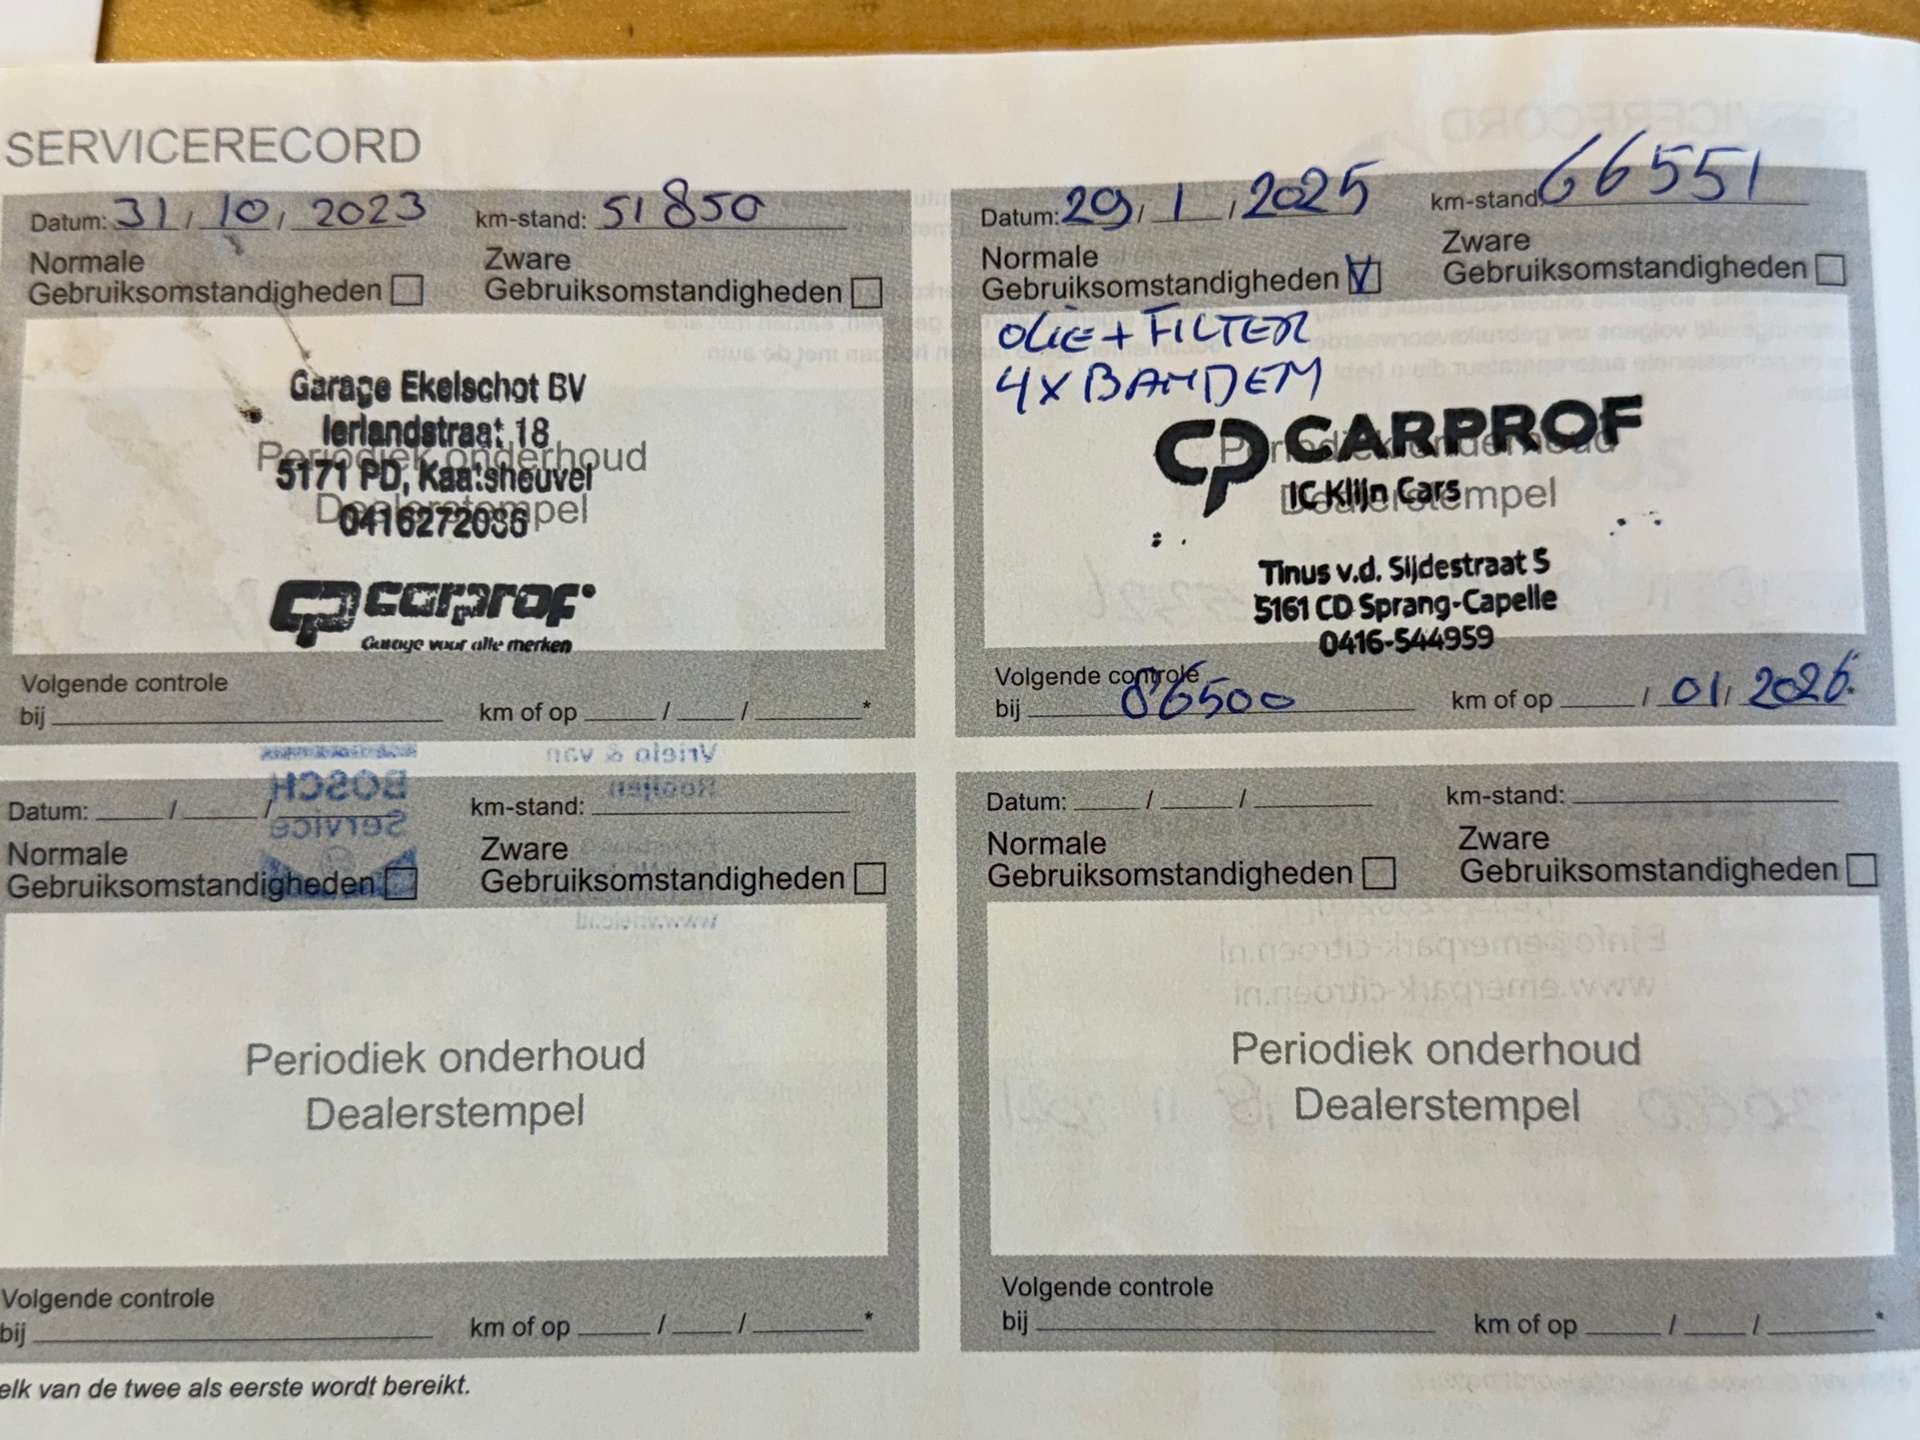 SERVICERECORD
Datum: 31 / 10 / 2023 km-stand: 51 850
Normale Gebruiksomstandigheden Zware Gebruiksomstandigheden
Garage Ekelschot BV
Ierlandstraat 18
Periodiek onderhoud
5171 PD, Kaatsheuvel
Dealerstempel
0416272036
carprof
Garage voor alle merken
Volgende controle
bij km of op / / *
Datum: 29 / 1 / 2025 km-stand: 66551
Normale Gebruiksomstandigheden V Zware Gebruiksomstandigheden
OLIE + FILTER
4X BANDEN
CP CARPROF
Periodiek onderhoud
IC Klijn Cars
Dealerstempel
Tinus v.d. Sijdestraat 5
5161 CD Sprang-Capelle
0416-544959
Volgende controle
bij 86500 km of op / 01 / 2026 *
Datum: / / km-stand:
Normale Gebruiksomstandigheden Zware Gebruiksomstandigheden
Periodiek onderhoud
Dealerstempel
Volgende controle
bij km of op / / *
Datum: / / km-stand:
Normale Gebruiksomstandigheden Zware Gebruiksomstandigheden
Periodiek onderhoud
Dealerstempel
Volgende controle
bij km of op / / *
elk van de twee als eerste wordt bereikt.